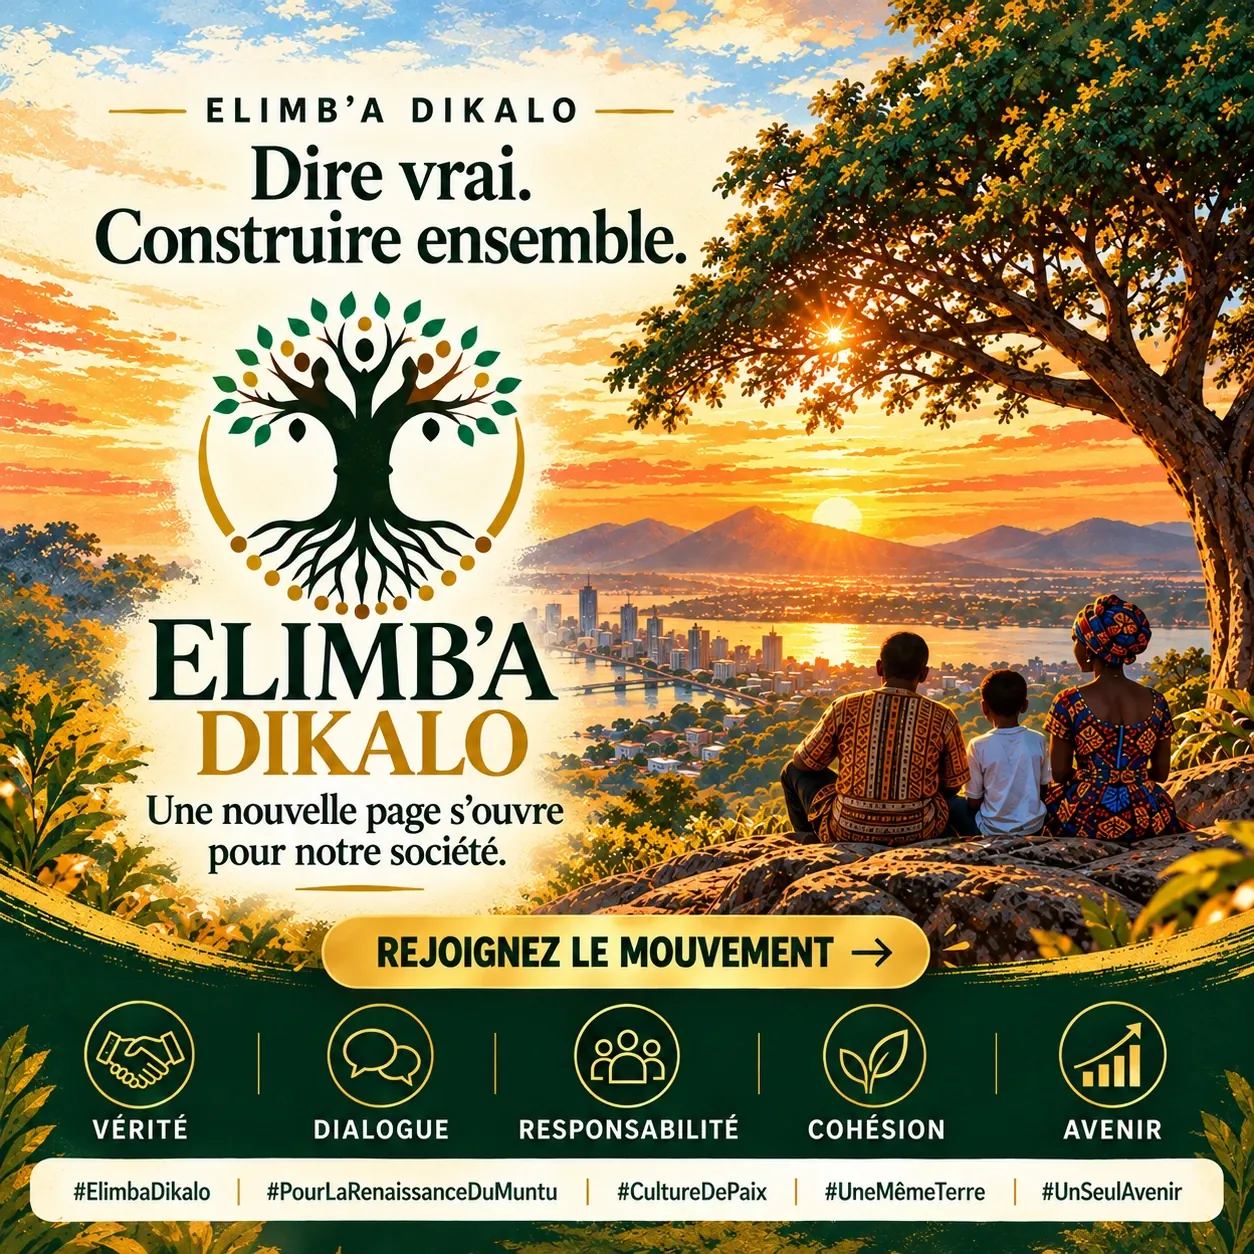 ELIMB’A DIKALO
Dire vrai.
Construire ensemble.
ELIMB’A
DIKALO
Une nouvelle page s’ouvre
pour notre société.
REJOIGNEZ LE MOUVEMENT →
VÉRITÉ
DIALOGUE
RESPONSABILITÉ
COHÉSION
AVENIR
#ElimbaDikalo
#PourLaRenaissanceDuMuntu
#CultureDePaix
#UneMêmeTerre
#UnSeulAvenir